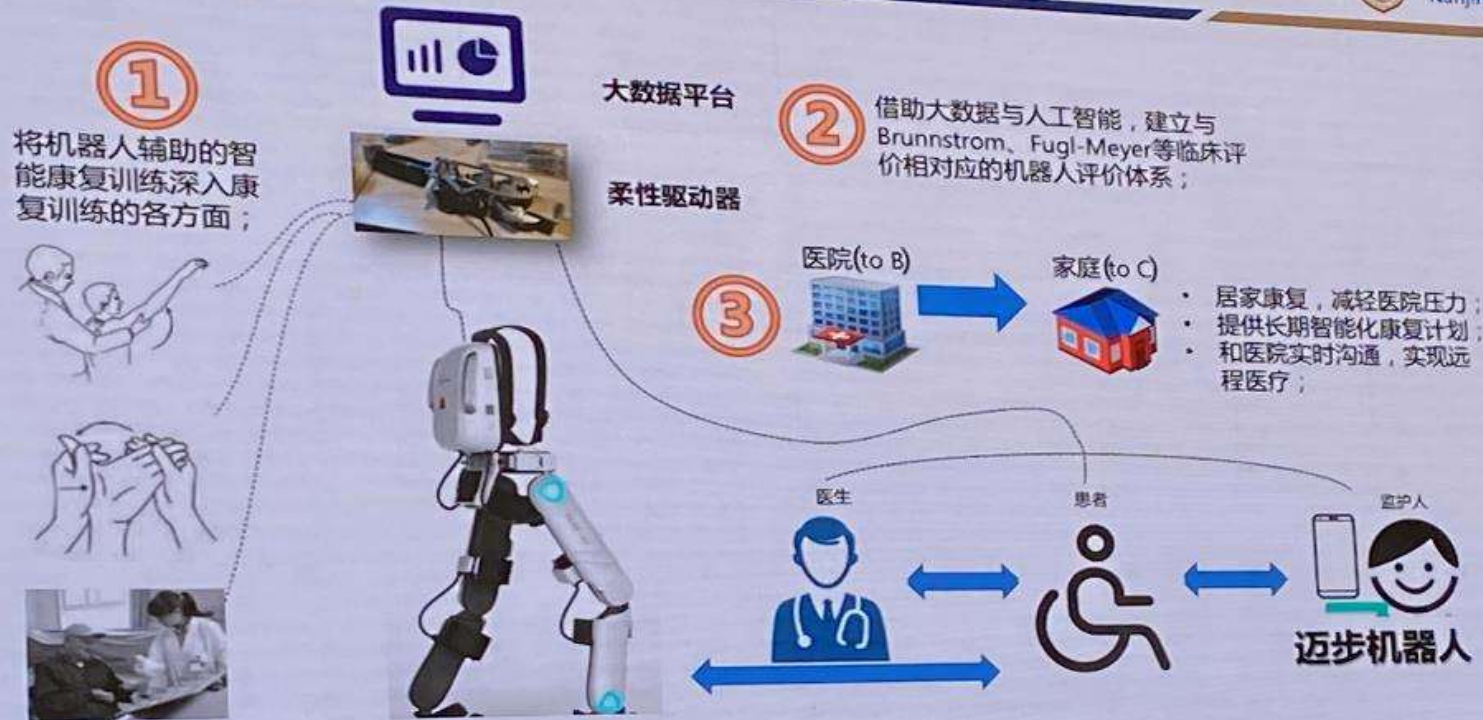 1
将机器人辅助的智
能康复训练深入康
复训练的各方面；
大数据平台
柔性驱动器
2
借助大数据与人工智能，建立与
Brunnstrom、Fugl-Meyer等临床评
价相对应的机器人评价体系；
3
医院(to B)
家庭(to C)
• 居家康复，减轻医院压力
• 提供长期智能化康复计划，
• 和医院实时沟通，实现远
程医疗；
医生
患者
监护人
迈步机器人